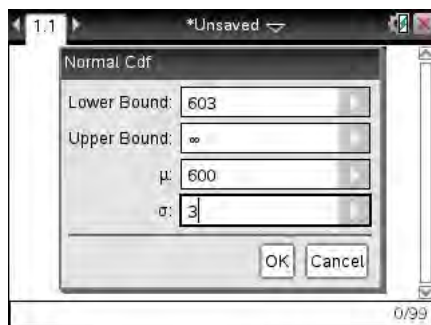 1.1 *Unsaved
Normal Cdf
Lower Bound: 603
Upper Bound: ∞
μ: 600
σ: 3
OK Cancel
0/99